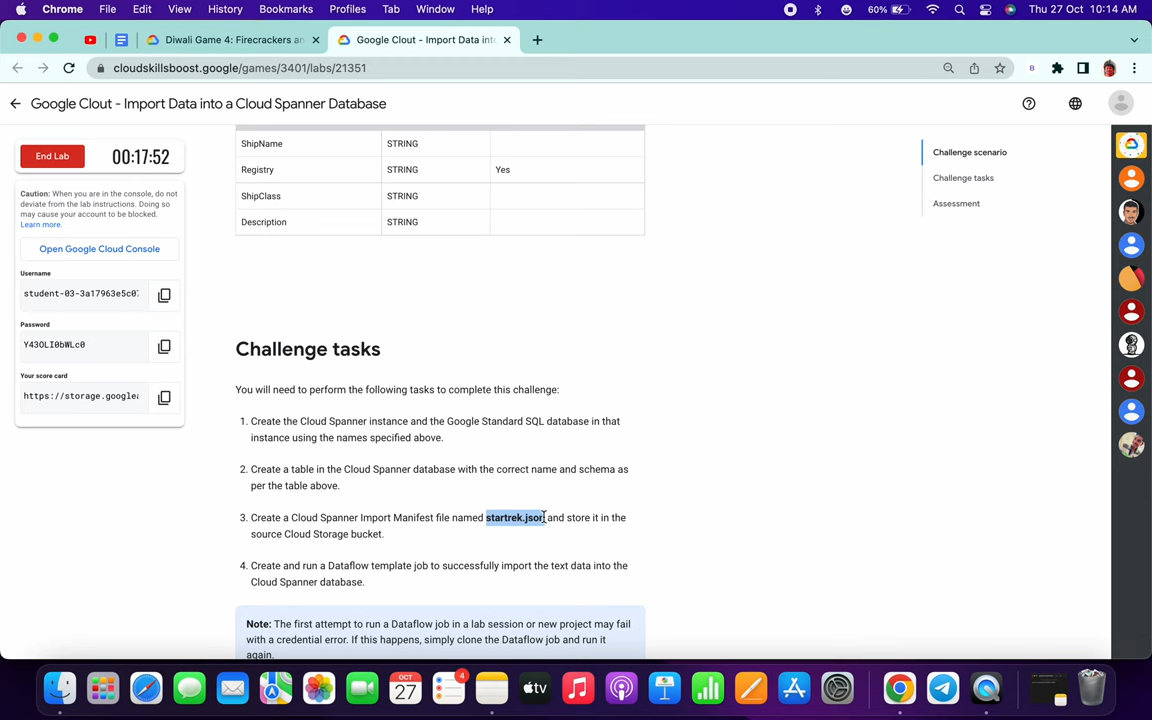 Chrome File Edit View History Bookmarks Profiles Tab Window Help 60% Thu 27 Oct 10:14 AM
Diwali Game 4: Firecrackers an
Google Clout - Import Data into
cloudskillsboost.google/games/3401/labs/21351
B
Google Clout - Import Data into a Cloud Spanner Database
End Lab 00:17:52
Caution: When you are in the console, do not
deviate from the lab instructions. Doing so
may cause your account to be blocked.
Learn more.
Open Google Cloud Console
Username
student-03-3a17963e5c0
Password
Y43OLI0bWLc0
Your score card
https://storage.google
ShipName STRING
Registry STRING Yes
ShipClass STRING
Description STRING
Challenge tasks
You will need to perform the following tasks to complete this challenge:
1. Create the Cloud Spanner instance and the Google Standard SQL database in that
instance using the names specified above.
2. Create a table in the Cloud Spanner database with the correct name and schema as
per the table above.
3. Create a Cloud Spanner Import Manifest file named startrek.json and store it in the
source Cloud Storage bucket.
4. Create and run a Dataflow template job to successfully import the text data into the
Cloud Spanner database.
Note: The first attempt to run a Dataflow job in a lab session or new project may fail
with a credential error. If this happens, simply clone the Dataflow job and run it
again.
Challenge scenario
Challenge tasks
Assessment
OCT
27
4
tv